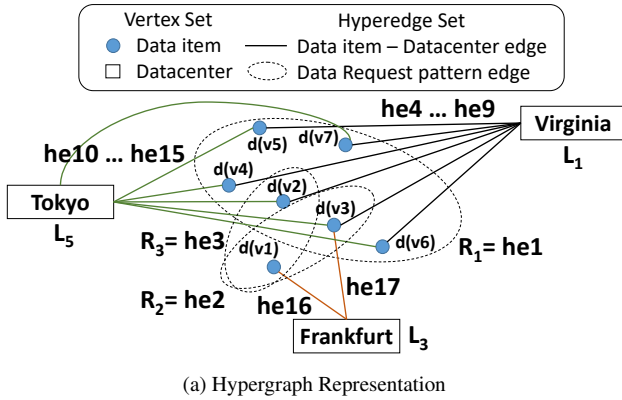 Vertex Set
Hyperedge Set
Data item
Data item – Datacenter edge
Datacenter
Data Request pattern edge
he4 ... he9
Virginia
L1
d(v5)
d(v7)
he10 ... he15
d(v4)
d(v2)
Tokyo
L5
d(v3)
R3= he3
d(v1)
d(v6)
R1= he1
he17
R2= he2
he16
Frankfurt
L3
(a) Hypergraph Representation